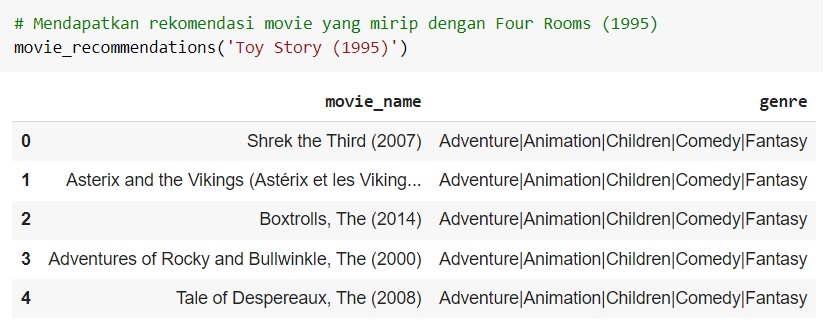 # Mendapatkan rekomendasi movie yang mirip dengan Four Rooms (1995)
movie_recommendations('Toy Story (1995)')
movie_name genre
0 Shrek the Third (2007) Adventure|Animation|Children|Comedy|Fantasy
1 Asterix and the Vikings (Astérix et les Viking... Adventure|Animation|Children|Comedy|Fantasy
2 Boxtrolls, The (2014) Adventure|Animation|Children|Comedy|Fantasy
3 Adventures of Rocky and Bullwinkle, The (2000) Adventure|Animation|Children|Comedy|Fantasy
4 Tale of Despereaux, The (2008) Adventure|Animation|Children|Comedy|Fantasy